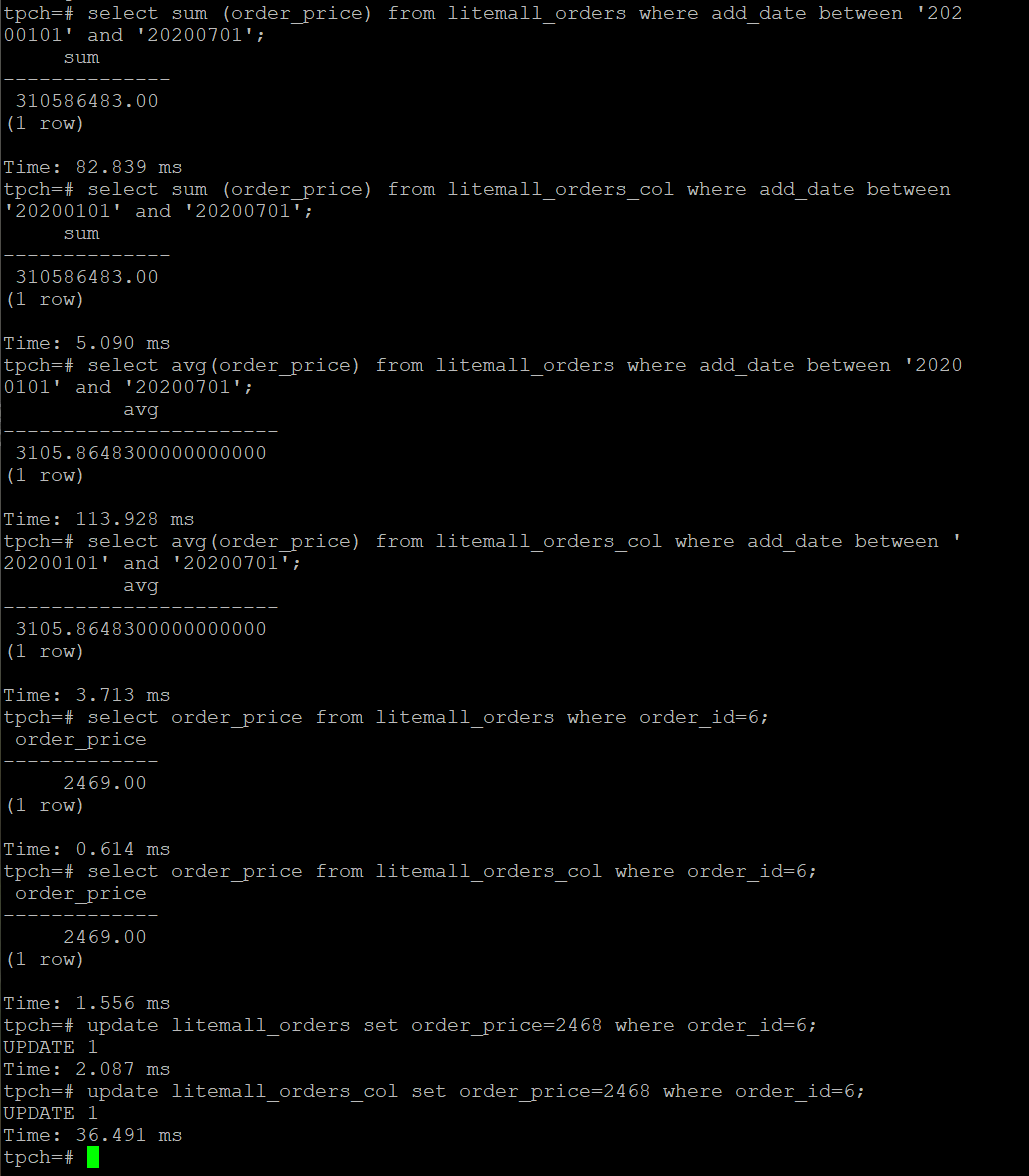 tpch=# select sum (order_price) from litemall_orders where add_date between '202
00101' and '20200701';
     sum
--------------
 310586483.00
(1 row)

Time: 82.839 ms
tpch=# select sum (order_price) from litemall_orders_col where add_date between
'20200101' and '20200701';
     sum
--------------
 310586483.00
(1 row)

Time: 5.090 ms
tpch=# select avg(order_price) from litemall_orders where add_date between '2020
0101' and '20200701';
          avg
-----------------------
 3105.8648300000000000
(1 row)

Time: 113.928 ms
tpch=# select avg(order_price) from litemall_orders_col where add_date between '
20200101' and '20200701';
          avg
-----------------------
 3105.8648300000000000
(1 row)

Time: 3.713 ms
tpch=# select order_price from litemall_orders where order_id=6;
 order_price
-------------
     2469.00
(1 row)

Time: 0.614 ms
tpch=# select order_price from litemall_orders_col where order_id=6;
 order_price
-------------
     2469.00
(1 row)

Time: 1.556 ms
tpch=# update litemall_orders set order_price=2468 where order_id=6;
UPDATE 1
Time: 2.087 ms
tpch=# update litemall_orders_col set order_price=2468 where order_id=6;
UPDATE 1
Time: 36.491 ms
tpch=#